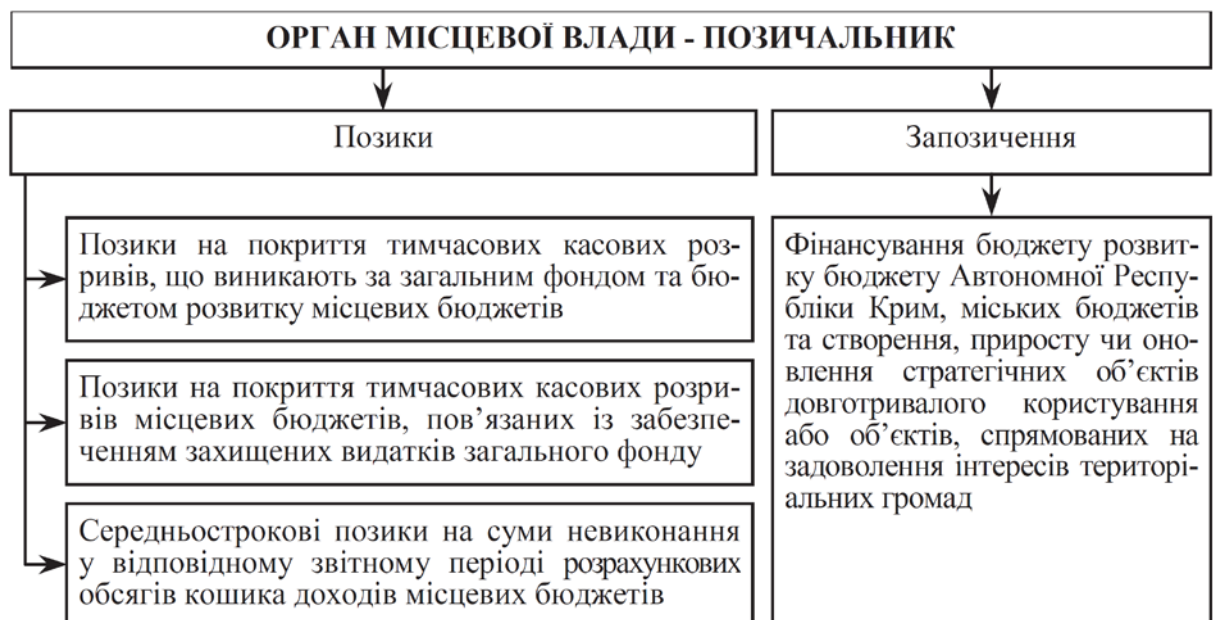 ОРГАН МІСЦЕВОЇ ВЛАДИ - ПОЗИЧАЛЬНИК
Позики
Позики на покриття тимчасових касових роз-
ривів, що виникають за загальним фондом та бю-
джетом розвитку місцевих бюджетів
Позики на покриття тимчасових касових розри-
вів місцевих бюджетів, пов’язаних із забезпе-
ченням захищених видатків загального фонду
Середньострокові позики на суми невиконання
у відповідному звітному періоді розрахункових
обсягів кошика доходів місцевих бюджетів
Запозичення
Фінансування бюджету розвит-
ку бюджету Автономної Респу-
бліки Крим, міських бюджетів
та створення, приросту чи оно-
влення стратегічних об’єктів
довготривалого користування
або об’єктів, спрямованих на
задоволення інтересів територі-
альних громад